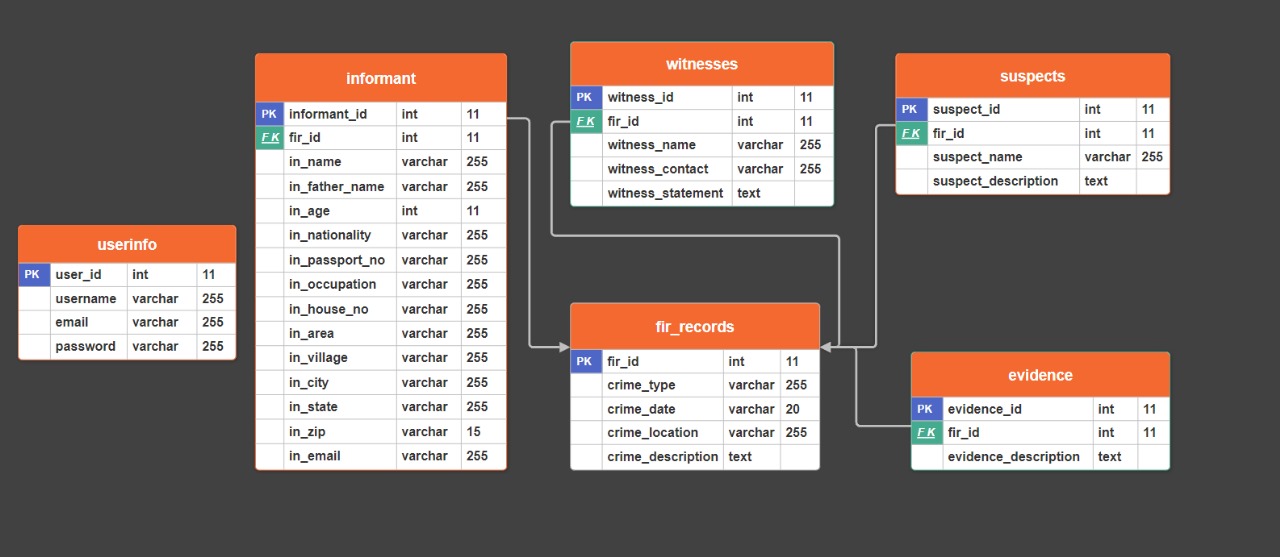 userinfo
PK user_id int 11
username varchar 255
email varchar 255
password varchar 255
informant
PK informant_id int 11
FK fir_id int 11
in_name varchar 255
in_father_name varchar 255
in_age int 11
in_nationality varchar 255
in_passport_no varchar 255
in_occupation varchar 255
in_house_no varchar 255
in_area varchar 255
in_village varchar 255
in_city varchar 255
in_state varchar 255
in_zip varchar 15
in_email varchar 255
witnesses
PK witness_id int 11
FK fir_id int 11
witness_name varchar 255
witness_contact varchar 255
witness_statement text
fir_records
PK fir_id int 11
crime_type varchar 255
crime_date varchar 20
crime_location varchar 255
crime_description text
suspects
PK suspect_id int 11
FK fir_id int 11
suspect_name varchar 255
suspect_description text
evidence
PK evidence_id int 11
FK fir_id int 11
evidence_description text